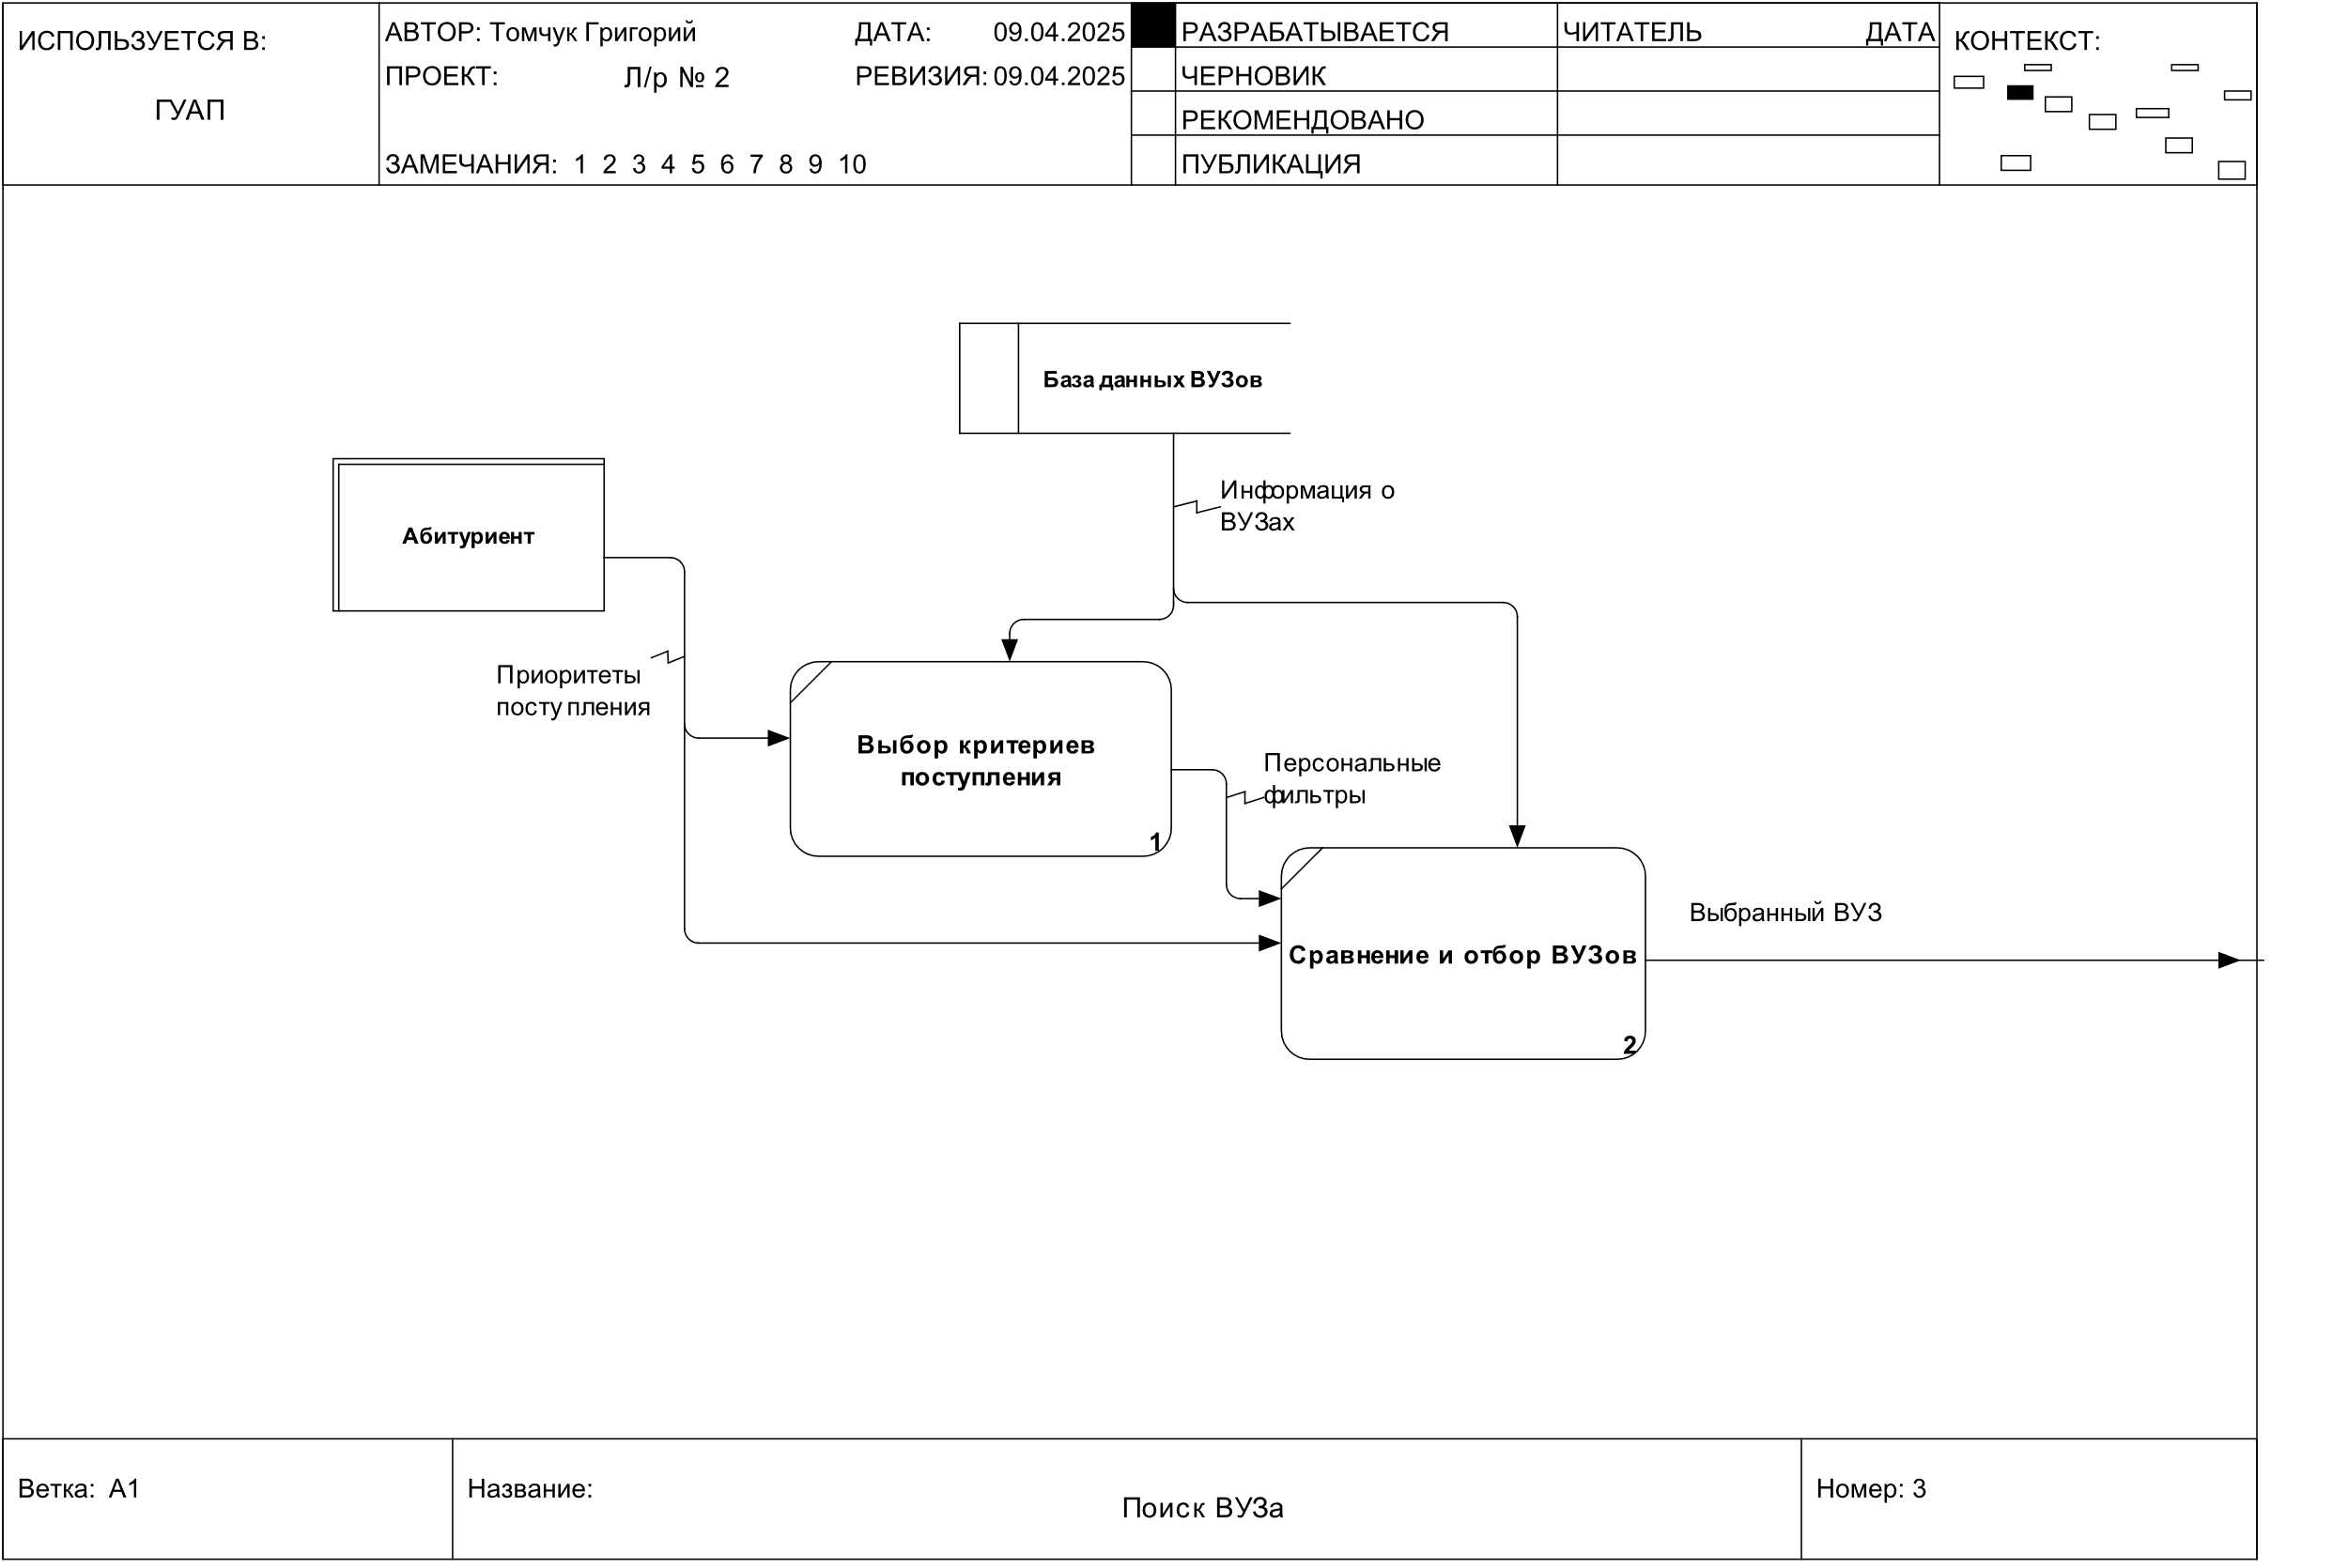 ИСПОЛЬЗУЕТСЯ В:
ГУАП
АВТОР: Томчук Григорий
ДАТА: 09.04.2025
ПРОЕКТ: Л/р № 2
РЕВИЗИЯ: 09.04.2025
ЗАМЕЧАНИЯ: 1 2 3 4 5 6 7 8 9 10
РАЗРАБАТЫВАЕТСЯ
ЧЕРНОВИК
РЕКОМЕНДОВАНО
ПУБЛИКАЦИЯ
ЧИТАТЕЛЬ ДАТА
КОНТЕКСТ:
База данных ВУЗов
Информация о
ВУЗах
Абитуриент
Приоритеты
поступления
Выбор критериев
поступления
1
Персональные
фильтры
Сравнение и отбор ВУЗов
2
Выбранный ВУЗ
Ветка: A1
Название:
Поиск ВУЗа
Номер: 3